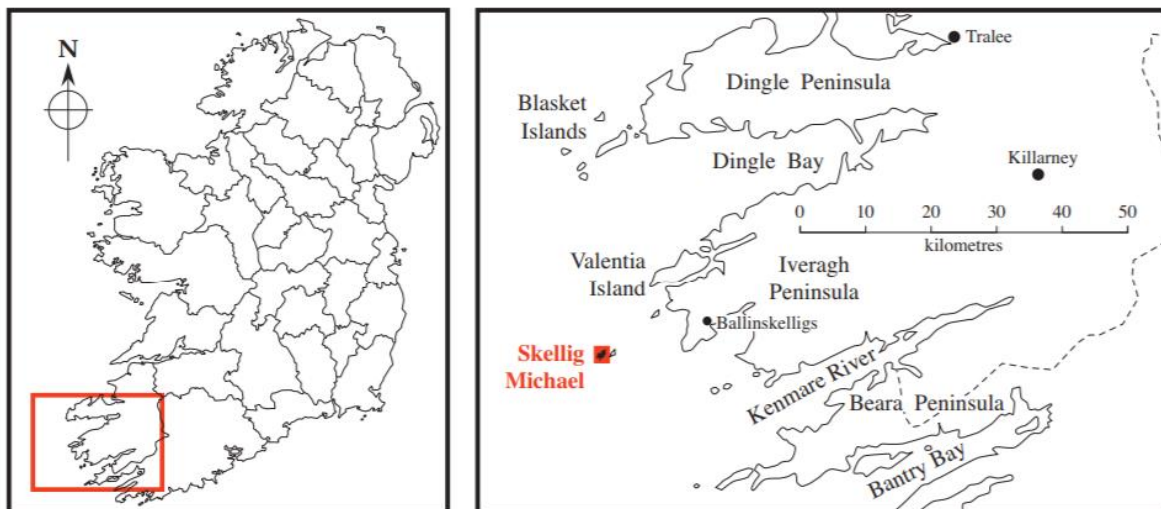 N
Tralee
Dingle Peninsula
Blasket
Islands
Dingle Bay
Killarney
0 10 20 30 40 50
kilometres
Valentia
Island
Iveragh
Peninsula
Ballinskelligs
Skellig
Michael
Kenmare River
Beara Peninsula
Bantry Bay